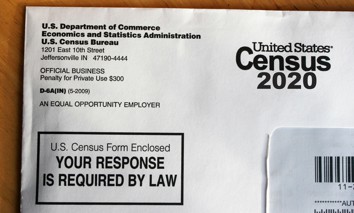 U.S. Department of Commerce
Economics and Statistics Administration
U.S. Census Bureau
1201 East 10th Street
Jeffersonville IN 47190-4444
OFFICIAL BUSINESS
Penalty for Private Use $300
D-6A(IN) (5-2009)
AN EQUAL OPPORTUNITY EMPLOYER
United States®
Census
2020
U.S. Census Form Enclosed
YOUR RESPONSE
IS REQUIRED BY LAW
11-
***********AUT